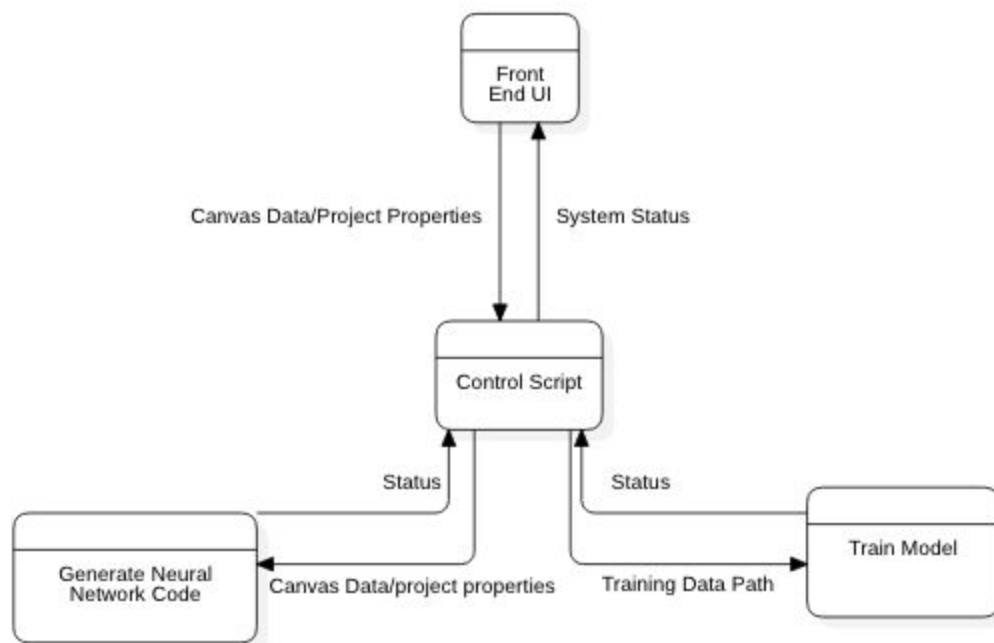 Front
End UI
Canvas Data/Project Properties
System Status
Control Script
Status
Status
Generate Neural
Network Code
Canvas Data/project properties
Training Data Path
Train Model